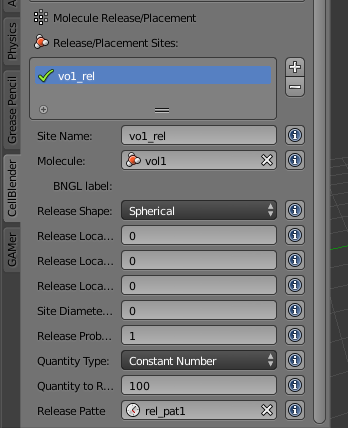 Molecule Release/Placement
Release/Placement Sites:
vo1_rel
Site Name: vo1_rel
Molecule: vol1
BNGL label:
Release Shape: Spherical
Release Loca... 0
Release Loca... 0
Release Loca... 0
Site Diamete... 0
Release Prob... 1
Quantity Type: Constant Number
Quantity to R... 100
Release Patte rel_pat1
Physics
Grease Pencil
CellBlender
GAMer